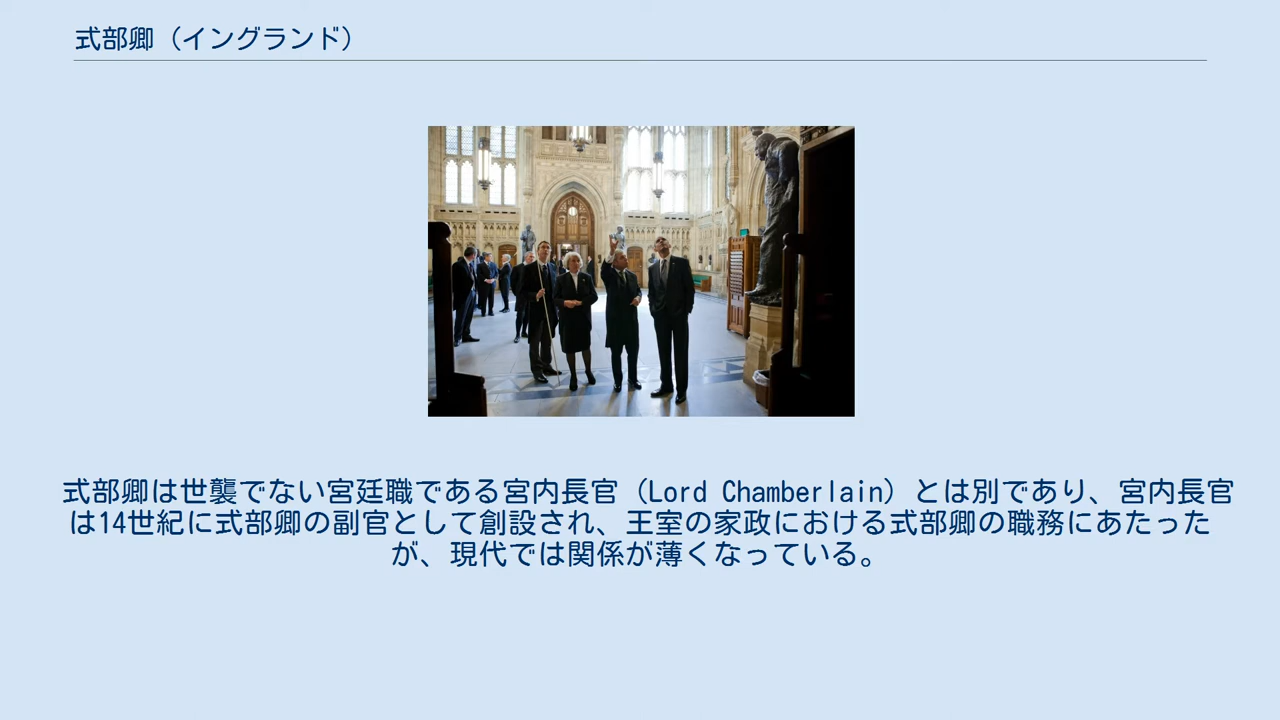 式部卿（イングランド）
式部卿は世襲でない宮廷職である宮内長官（Lord Chamberlain）とは別であり、宮内長官
は14世紀に式部卿の副官として創設され、王室の家政における式部卿の職務にあたった
が、現代では関係が薄くなっている。